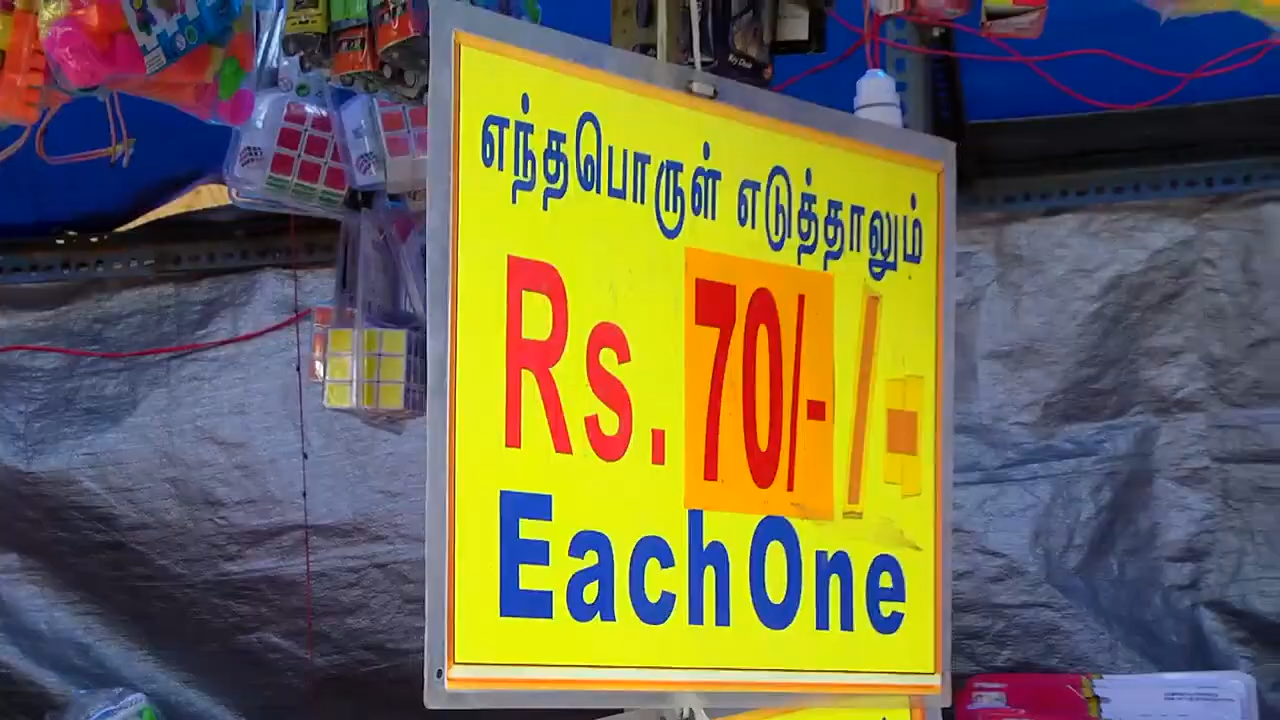 எந்தபொருள் எடுத்தாலும்
Rs. 70/-
Each One